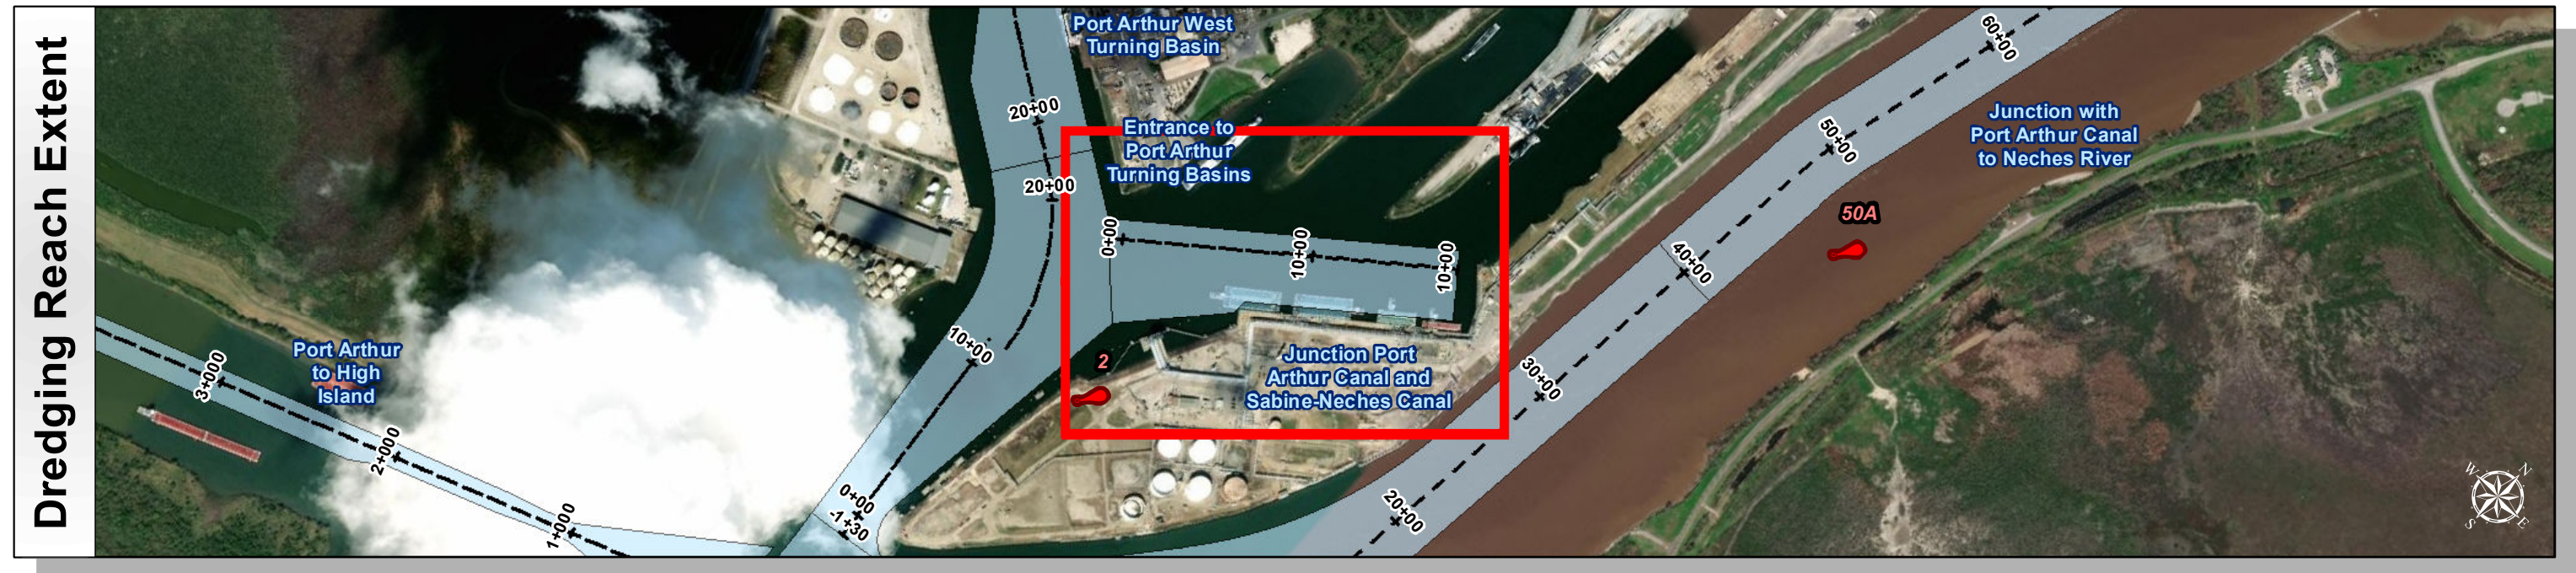 Dredging Reach Extent
Port Arthur West
Turning Basin
20+00
Entrance to
Port Arthur
Turning Basins
20+00
0+00
10+00
10+00
10+00
0+00
-1+30
2
Junction Port
Arthur Canal and
Sabine-Neches Canal
Port Arthur
to High
Island
3+000
2+000
1+000
60+00
50+00
40+00
30+00
20+00
Junction with
Port Arthur Canal
to Neches River
50A
W
N
S
E